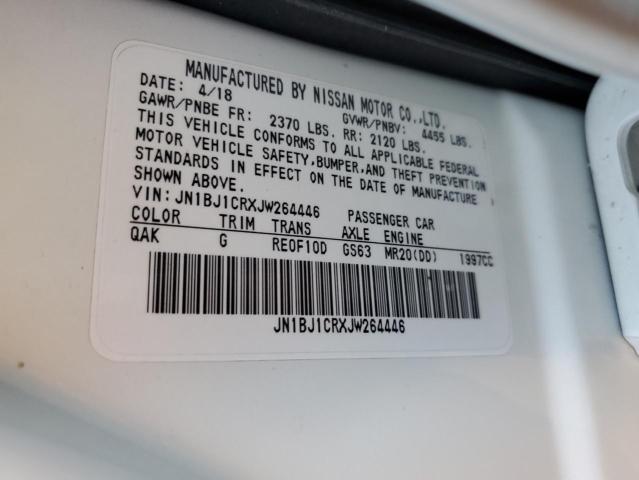 MANUFACTURED BY NISSAN MOTOR CO.,LTD.
DATE: 4/18 GVWR/PNBV: 4455 LBS.
GAWR/PNBE FR: 2370 LBS. RR: 2120 LBS.
THIS VEHICLE CONFORMS TO ALL APPLICABLE FEDERAL
MOTOR VEHICLE SAFETY,BUMPER,AND THEFT PREVENTION
STANDARDS IN EFFECT ON THE DATE OF MANUFACTURE
SHOWN ABOVE.
VIN:JN1BJ1CRXJW264446 PASSENGER CAR
COLOR TRIM TRANS AXLE ENGINE
QAK G RE0F10D GS63 MR20(DD) 1997CC
JN1BJ1CRXJW264446